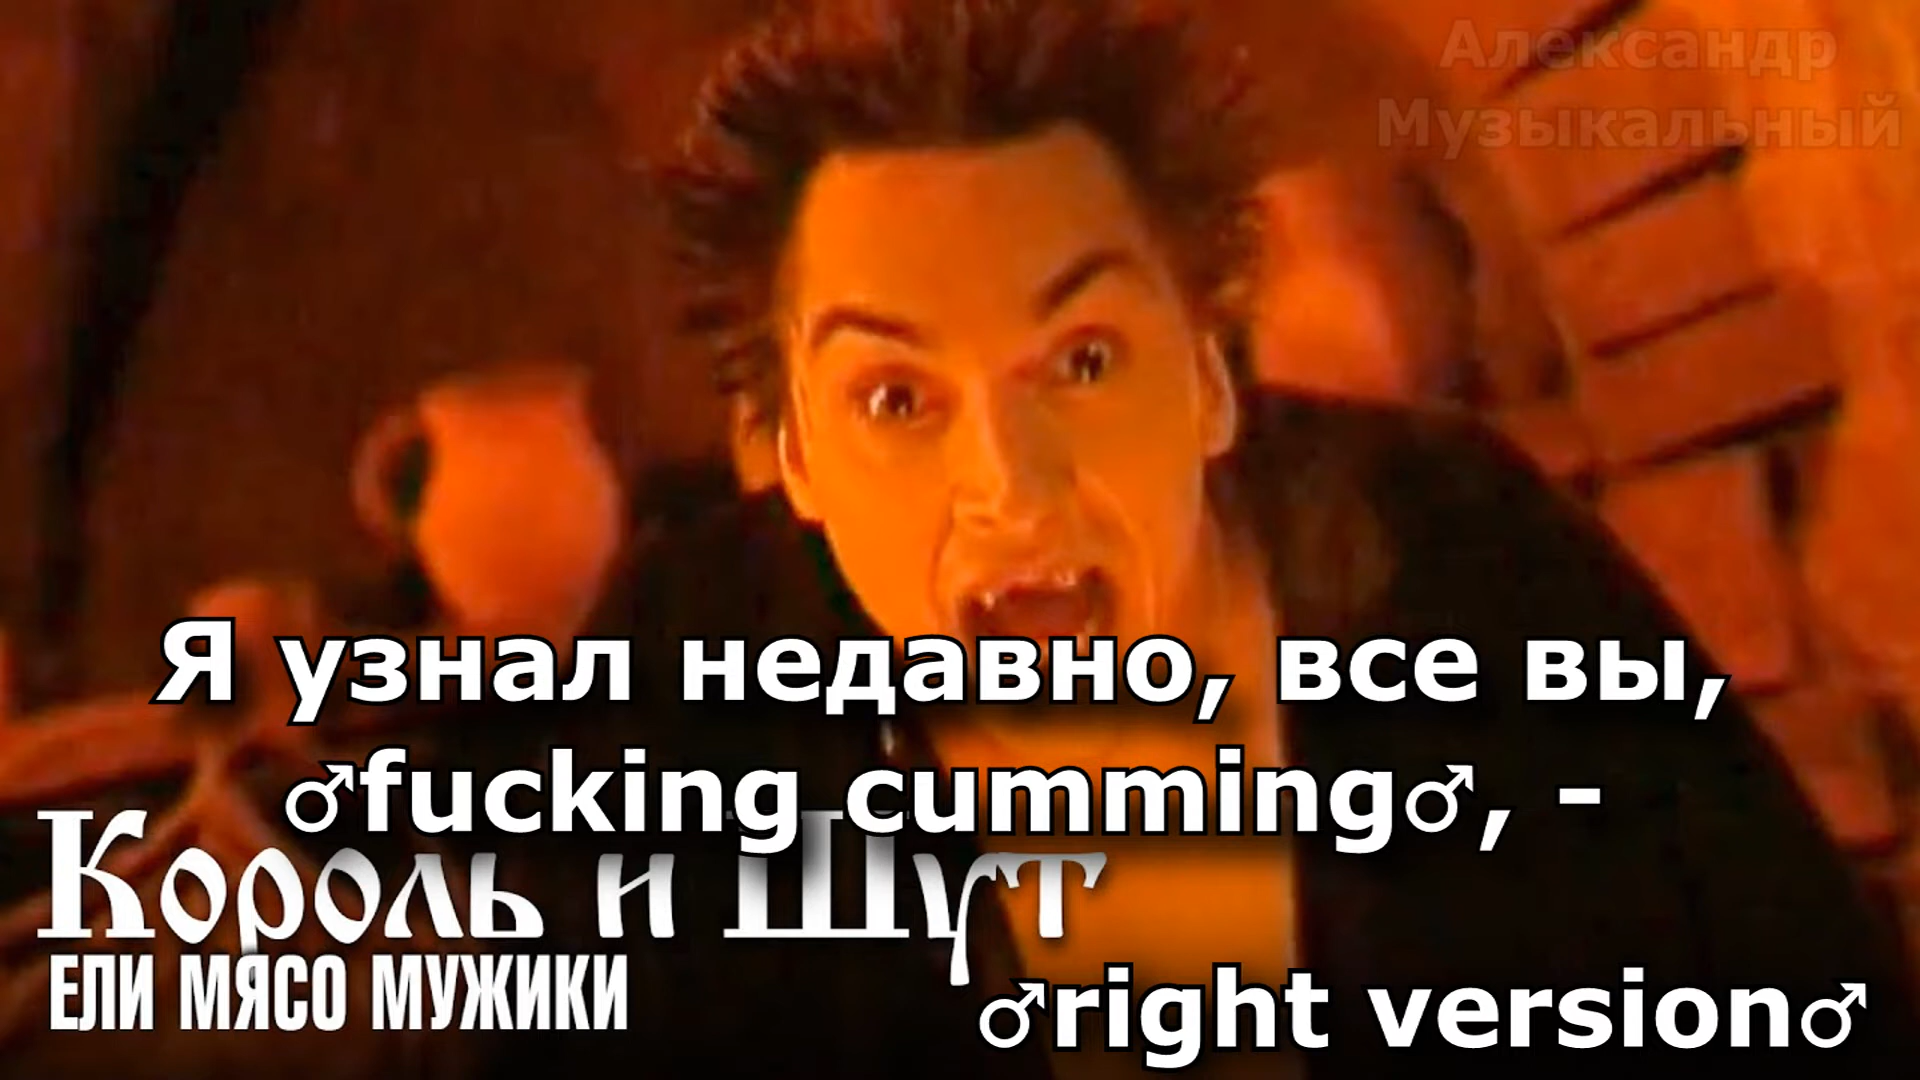 Александр
Музыкальный
Я узнал недавно, все вы,
♂fucking cumming♂, -
Король и Шут
ЕЛИ МЯСО МУЖИКИ
♂right version♂